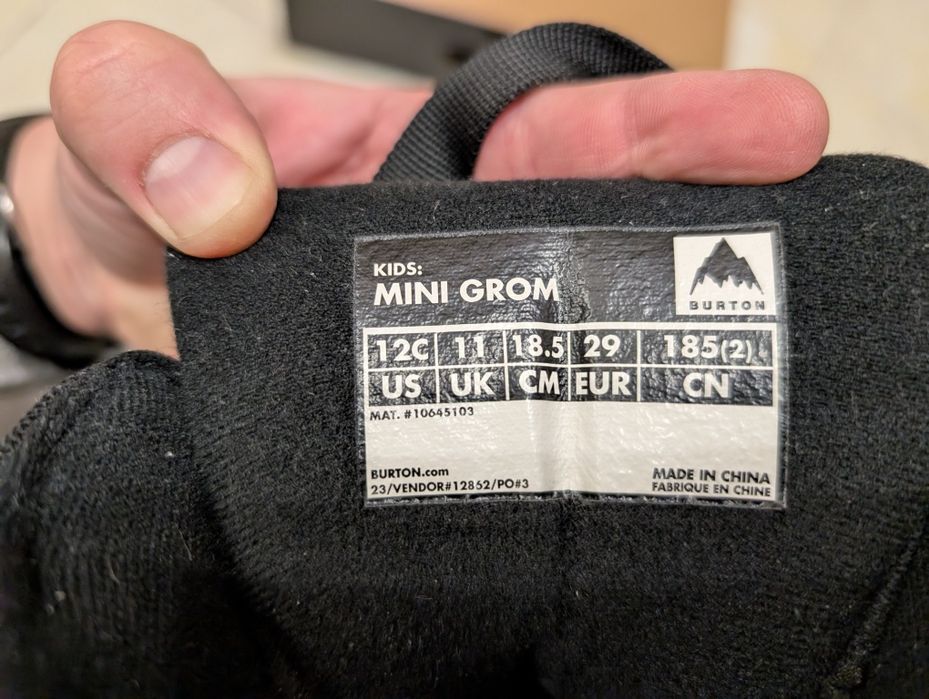 KIDS:
MINI GROM
BURTON
12C 11 18.5 29 185(2)
US UK CM EUR CN
MAT. #10645103
BURTON.com
23/VENDOR#12852/PO#3
MADE IN CHINA
FABRIQUE EN CHINE